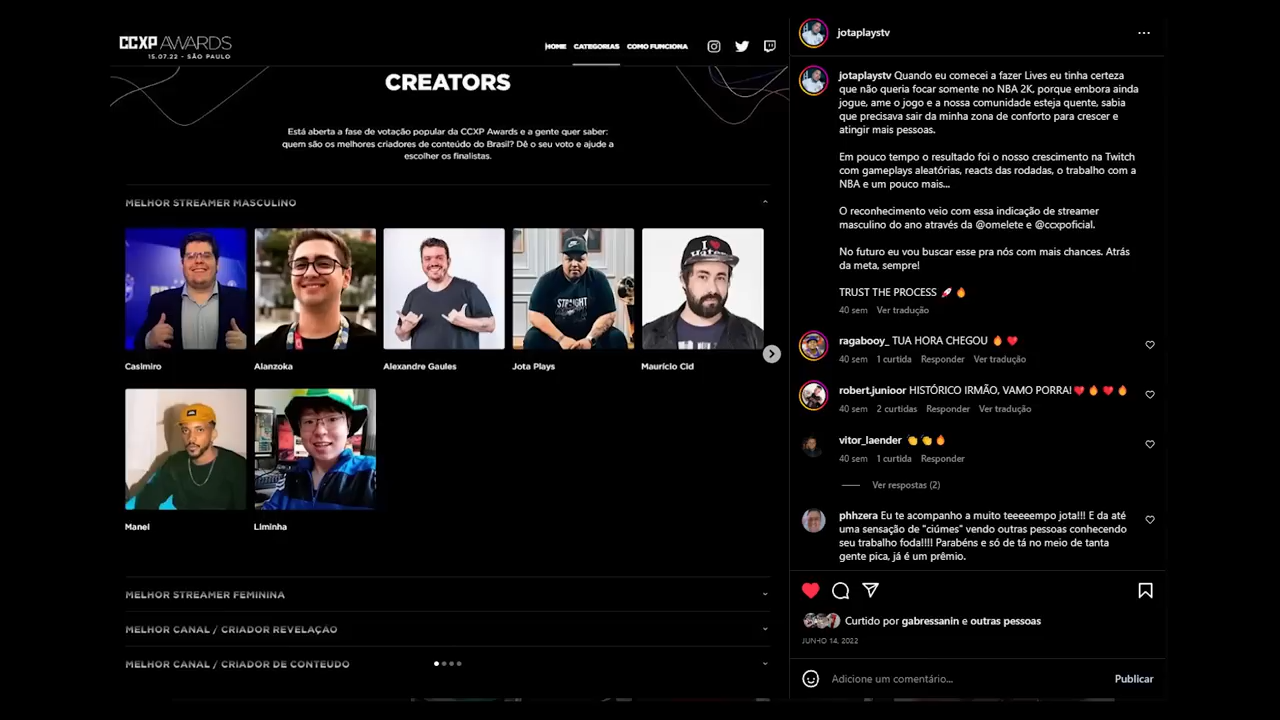 CCXP AWARDS
15.07.22 - SÃO PAULO
HOME CATEGORIAS COMO FUNCIONA
CREATORS
Está aberta a fase de votação popular da CCXP Awards e a gente quer saber:
quem são os melhores criadores de conteúdo do Brasil? Dê o seu voto e ajude a
escolher os finalistas.
MELHOR STREAMER MASCULINO
I ♥ Haters
STRAIGHT
Casimiro
Alanzoka
Alexandre Gaules
Jota Plays
Maurício Cid
Manel
Liminha
MELHOR STREAMER FEMININA
MELHOR CANAL / CRIADOR REVELAÇÃO
MELHOR CANAL / CRIADOR DE CONTEÚDO
jotaplaystv
jotaplaystv Quando eu comecei a fazer Lives eu tinha certeza
que não queria focar somente no NBA 2K, porque embora ainda
jogue, ame o jogo e a nossa comunidade esteja quente, sabia
que precisava sair da minha zona de conforto para crescer e
atingir mais pessoas.
Em pouco tempo o resultado foi o nosso crescimento na Twitch
com gameplays aleatórias, reacts das rodadas, o trabalho com a
NBA e um pouco mais...
O reconhecimento veio com essa indicação de streamer
masculino do ano através da @omelete e @ccxpoficial.
No futuro eu vou buscar esse pra nós com mais chances. Atrás
da meta, sempre!
TRUST THE PROCESS 🚀 🔥
40 sem Ver tradução
ragabooy_ TUA HORA CHEGOU 🔥 ❤️
40 sem 1 curtida Responder Ver tradução
robert.junioor HISTÓRICO IRMÃO, VAMO PORRA!❤️ 🔥 ❤️ 🔥
40 sem 2 curtidas Responder Ver tradução
vitor_laender 👏 👏 🔥
40 sem 1 curtida Responder
Ver respostas (2)
phhzera Eu te acompanho a muito teeeeempo jota!!! E da até
uma sensação de "ciúmes" vendo outras pessoas conhecendo
seu trabalho foda!!!! Parabéns e só de tá no meio de tanta
gente pica, já é um prêmio.
Curtido por gabressanin e outras pessoas
JUNHO 14, 2022
Adicione um comentário...
Publicar